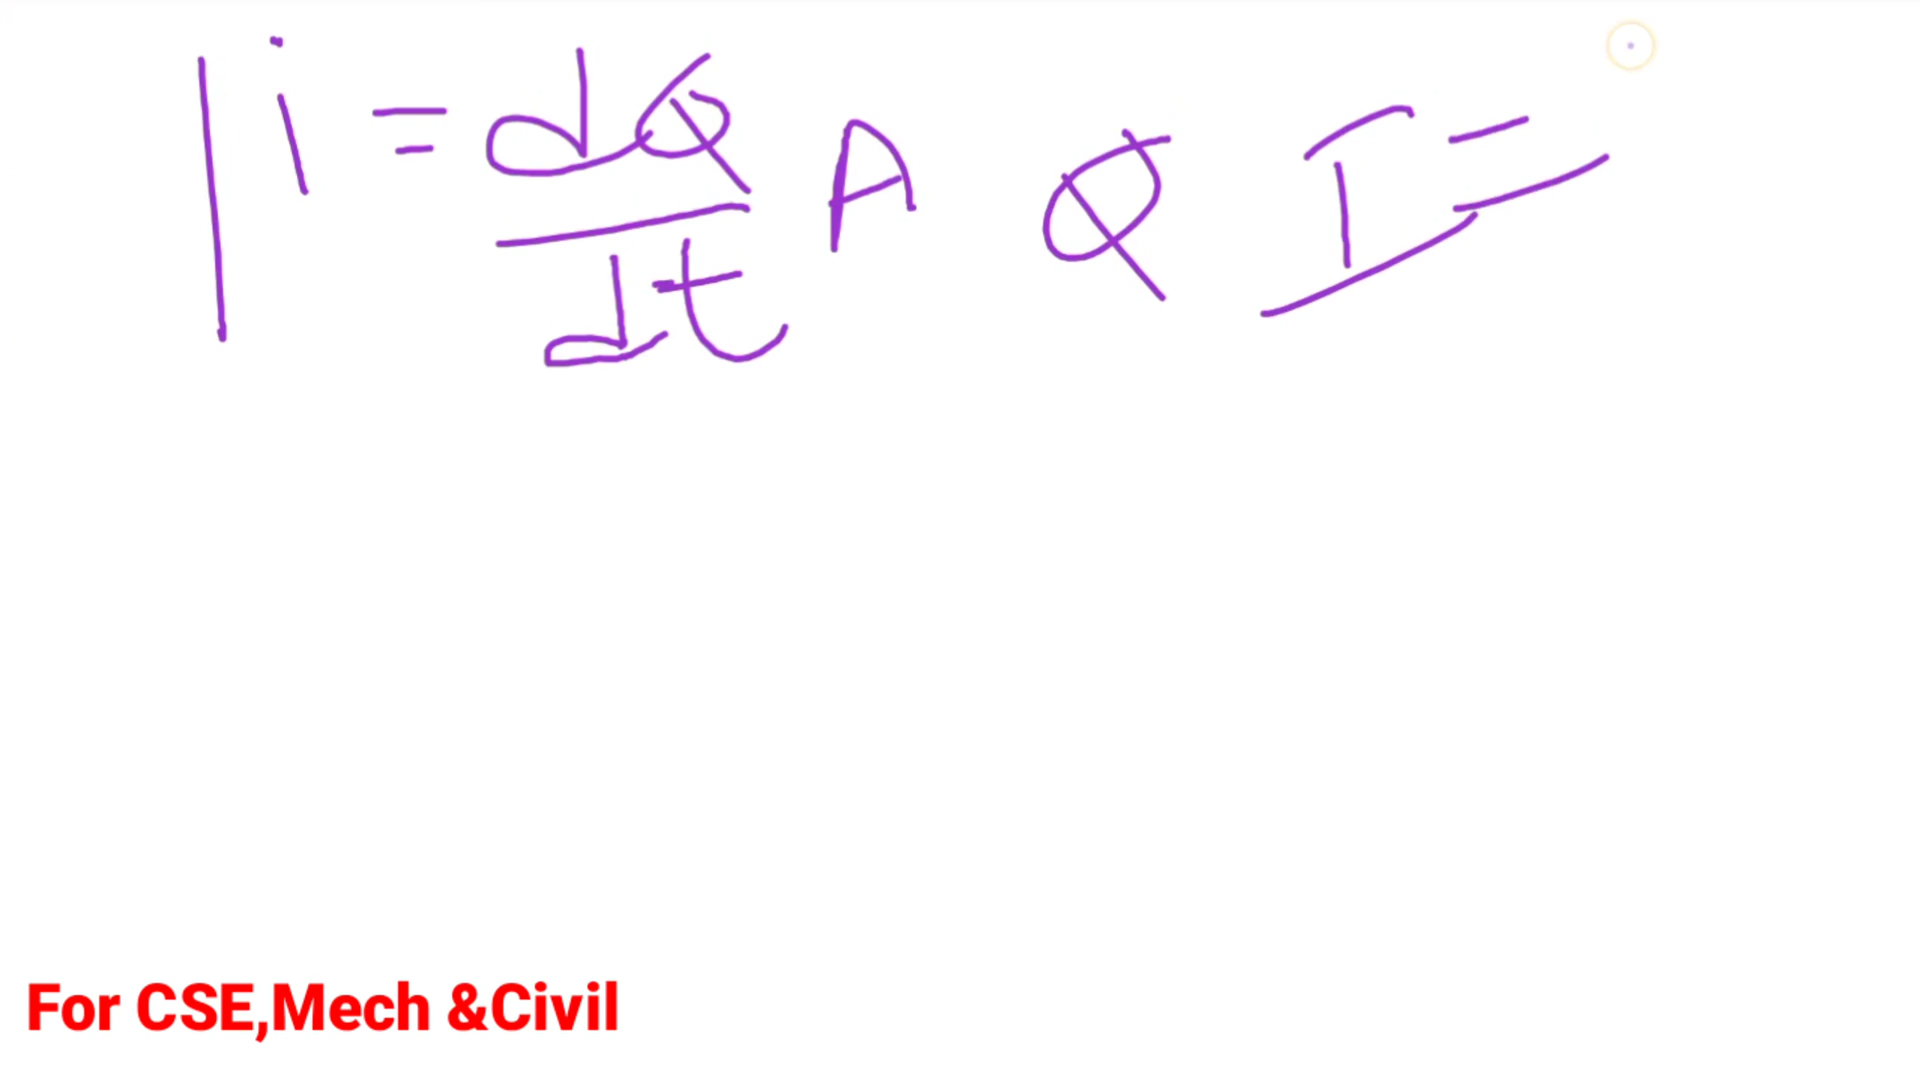 | i = dQ/dt A Q I =
For CSE,Mech &Civil